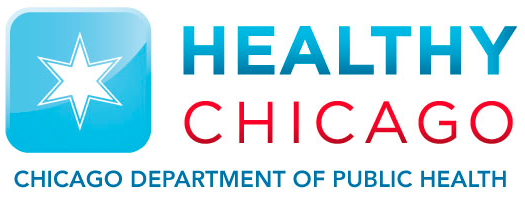 HEALTHY
CHICAGO
CHICAGO DEPARTMENT OF PUBLIC HEALTH